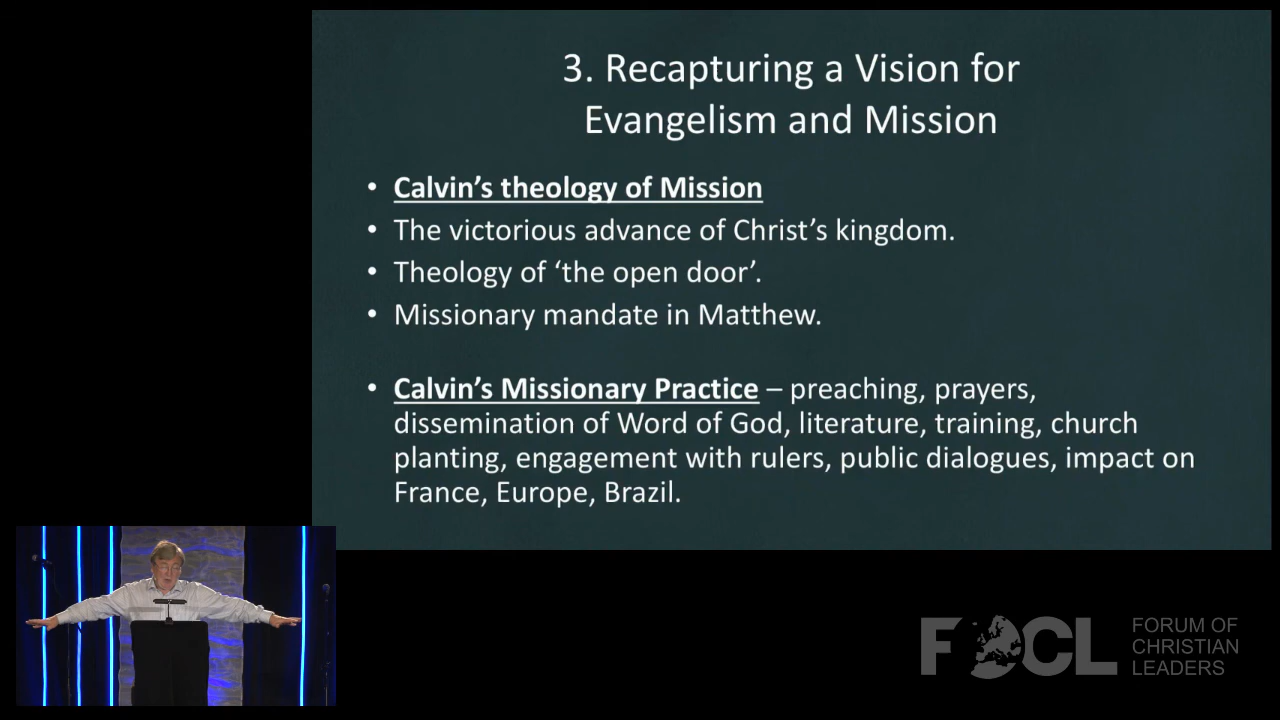 3. Recapturing a Vision for
Evangelism and Mission
• Calvin’s theology of Mission
• The victorious advance of Christ’s kingdom.
• Theology of ‘the open door’.
• Missionary mandate in Matthew.
• Calvin’s Missionary Practice – preaching, prayers,
dissemination of Word of God, literature, training, church
planting, engagement with rulers, public dialogues, impact on
France, Europe, Brazil.
FOCL
FORUM OF
CHRISTIAN
LEADERS